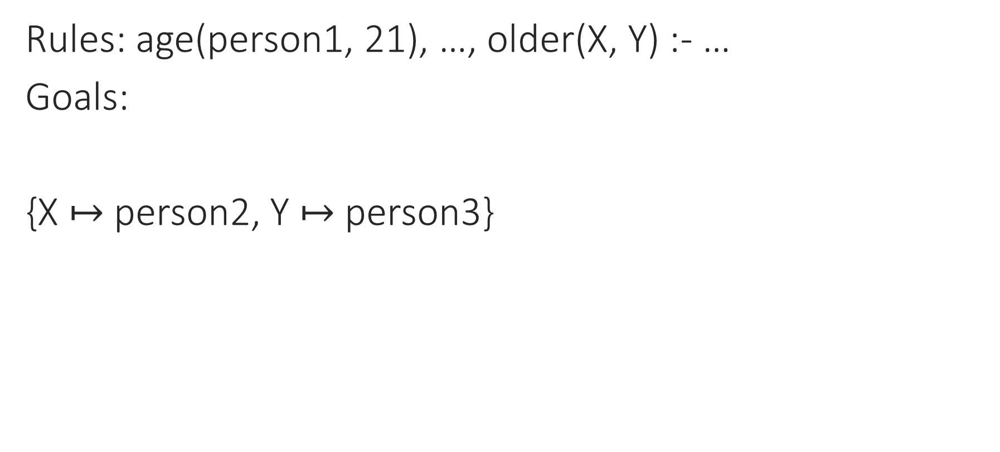 Rules: age(person1, 21), …, older(X, Y) :- …
Goals:
{X ↦ person2, Y ↦ person3}